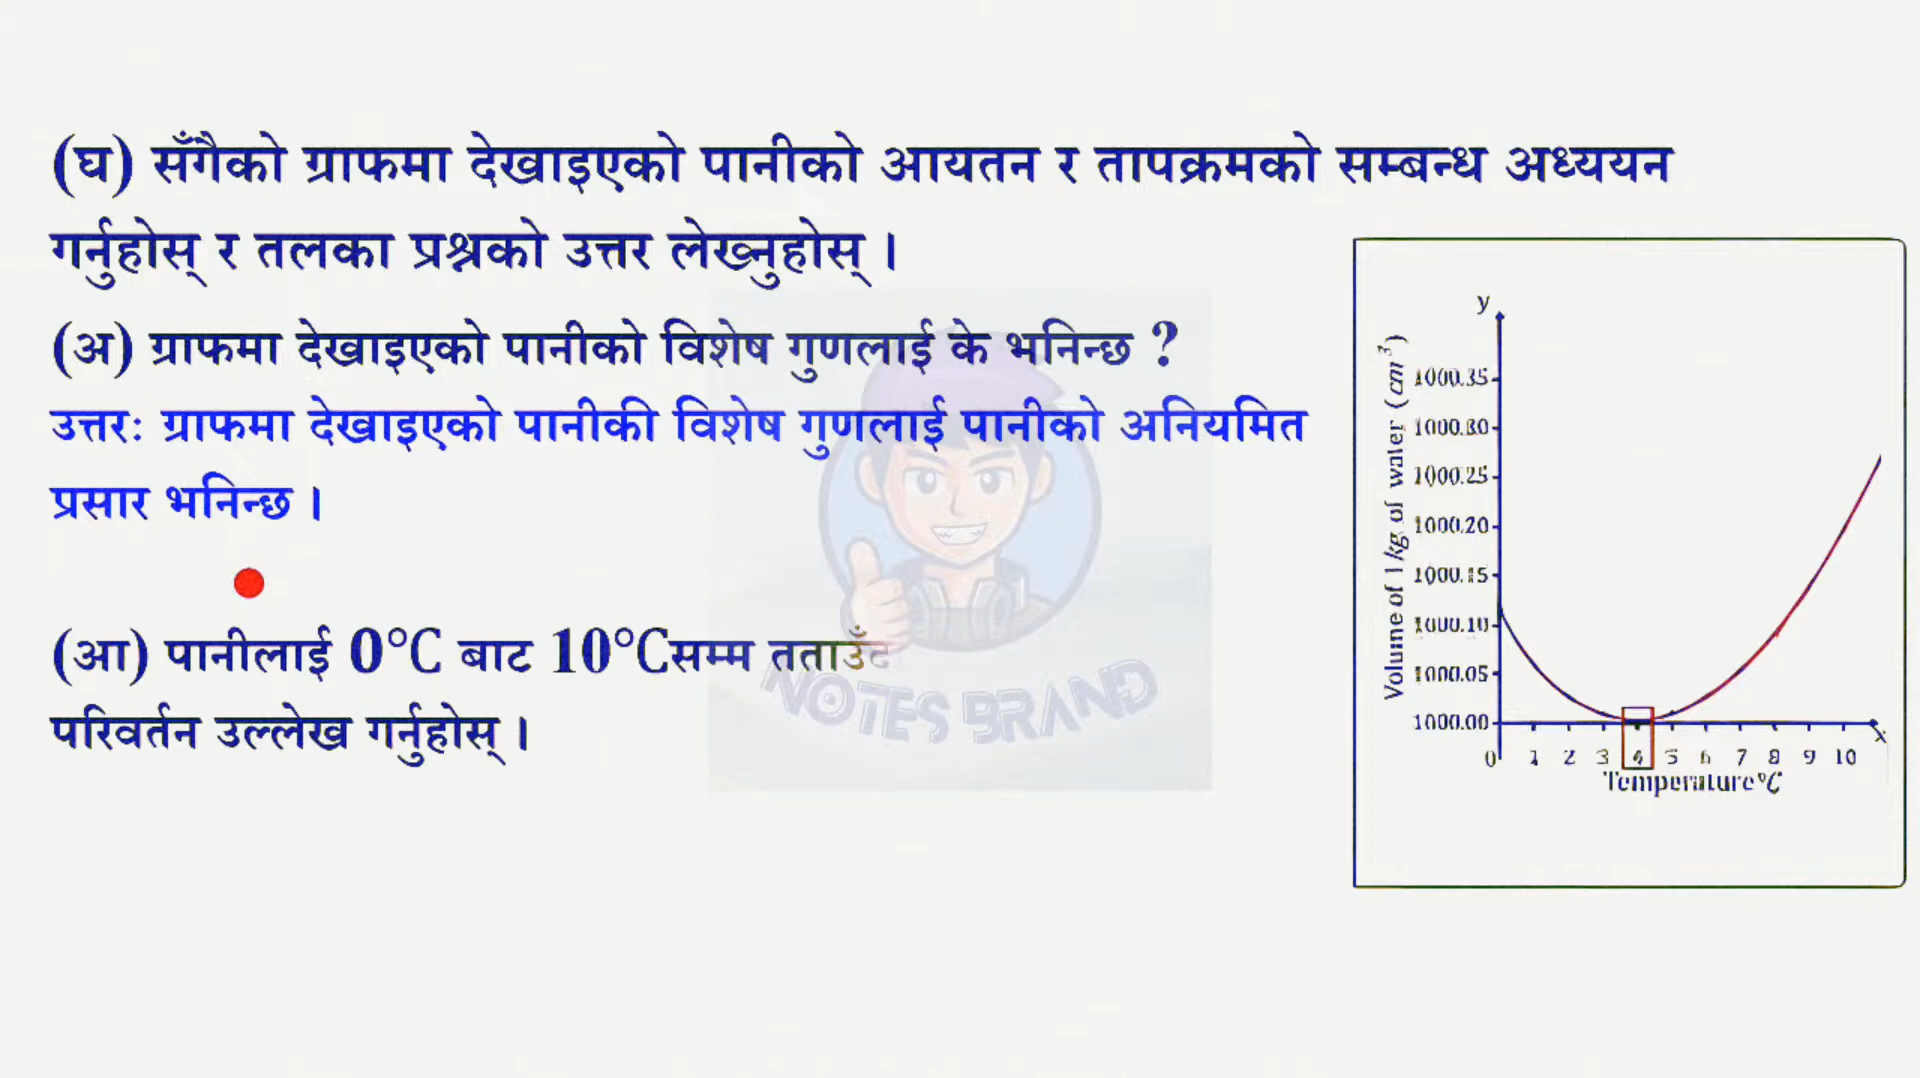 (घ) सँगैको ग्राफमा देखाइएको पानीको आयतन र तापक्रमको सम्बन्ध अध्ययन
गर्नुहोस् र तलका प्रश्नको उत्तर लेख्नुहोस् ।
(अ) ग्राफमा देखाइएको पानीको विशेष गुणलाई के भनिन्छ ?
उत्तरः ग्राफमा देखाइएको पानीकी विशेष गुणलाई पानीको अनियमित
प्रसार भनिन्छ ।
(आ) पानीलाई 0°C बाट 10°Cसम्म तताउँद
परिवर्तन उल्लेख गर्नुहोस् ।
NOTES BRAND
y
Volume of 1 kg of water (cm³)
1000.35
1000.30
1000.25
1000.20
1000.15
1000.10
1000.05
1000.00
x
0 1 2 3 4 5 6 7 8 9 10
Temperature°C